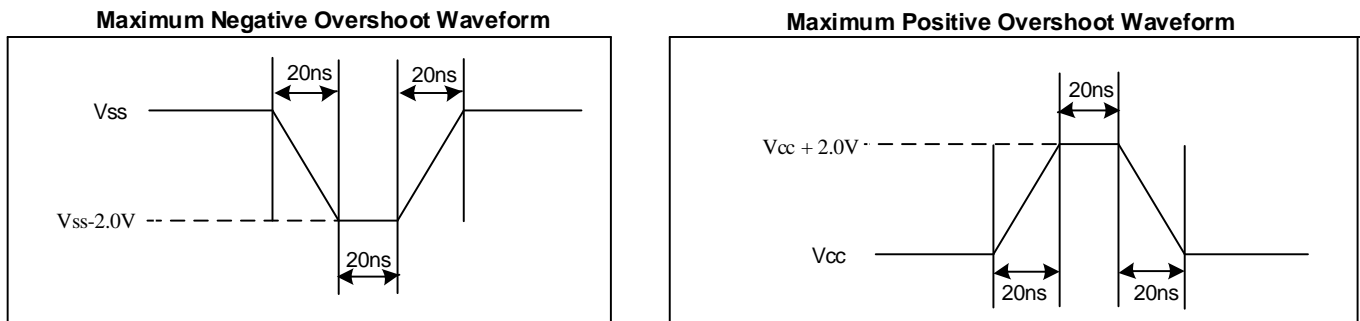 Maximum Negative Overshoot Waveform
20ns
20ns
Vss
Vss-2.0V
20ns
Maximum Positive Overshoot Waveform
20ns
Vcc + 2.0V
Vcc
20ns
20ns